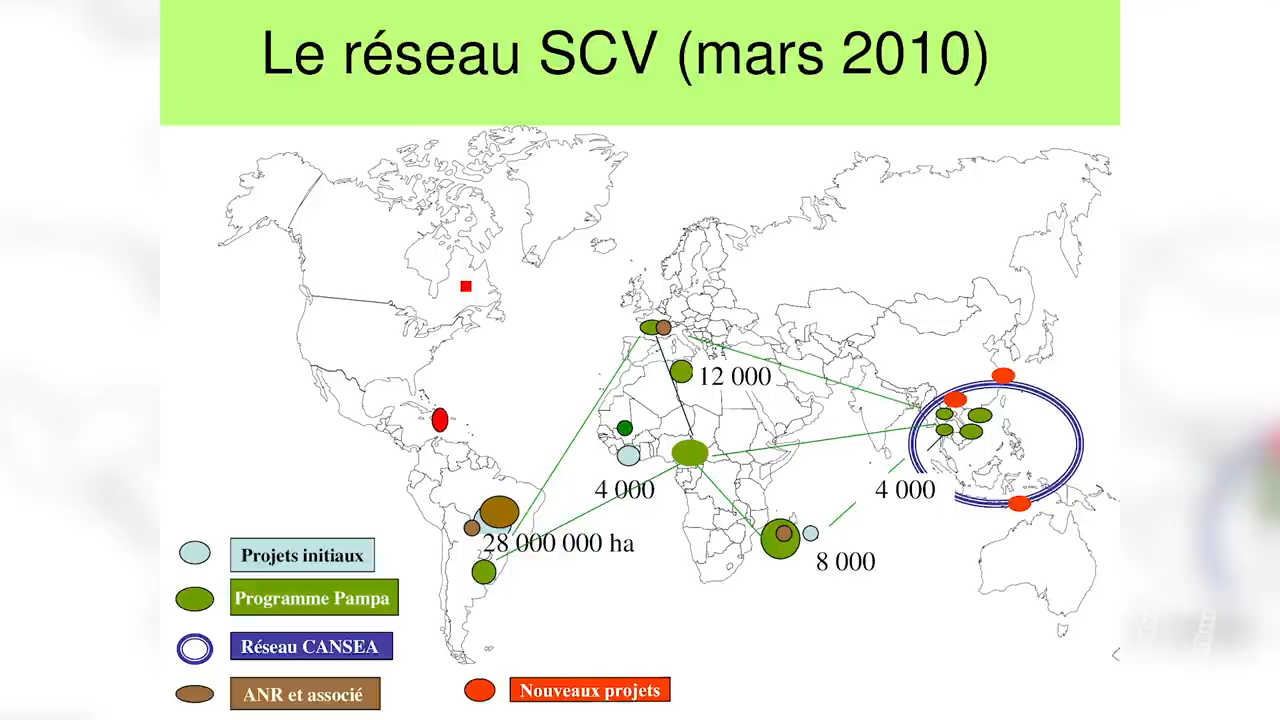 Le réseau SCV (mars 2010)
12 000
4 000
4 000
28 000 000 ha
8 000
Projets initiaux
Programme Pampa
Réseau CANSEA
ANR et associé
Nouveaux projets